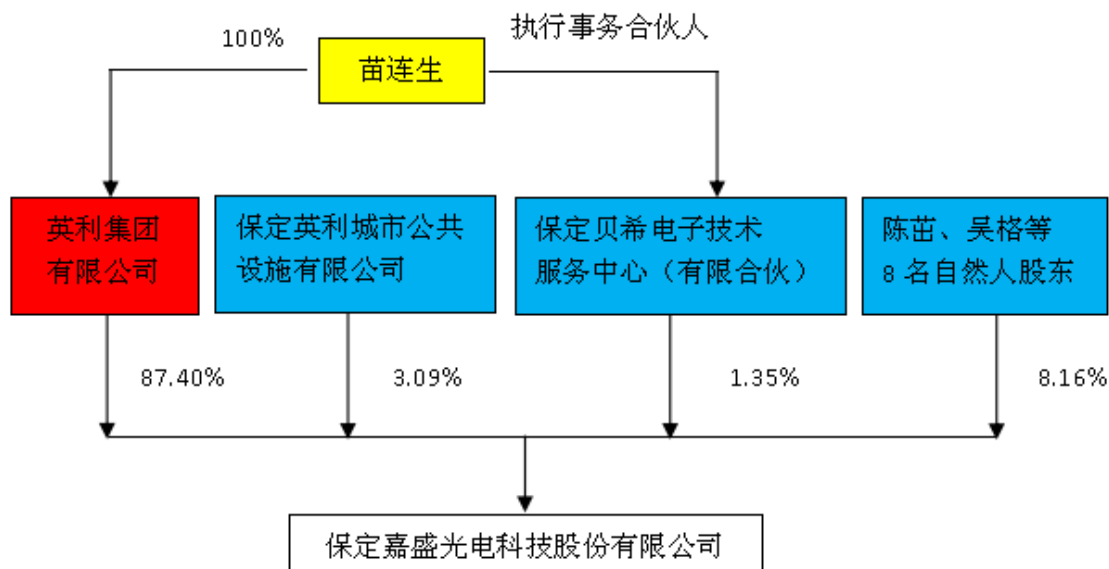 执行事务合伙人
100%
苗连生
英利集团
有限公司
保定英利城市公共
设施有限公司
保定贝希电子技术
服务中心（有限合伙）
陈茁、吴格等
8 名自然人股东
87.40%
3.09%
1.35%
8.16%
保定嘉盛光电科技股份有限公司